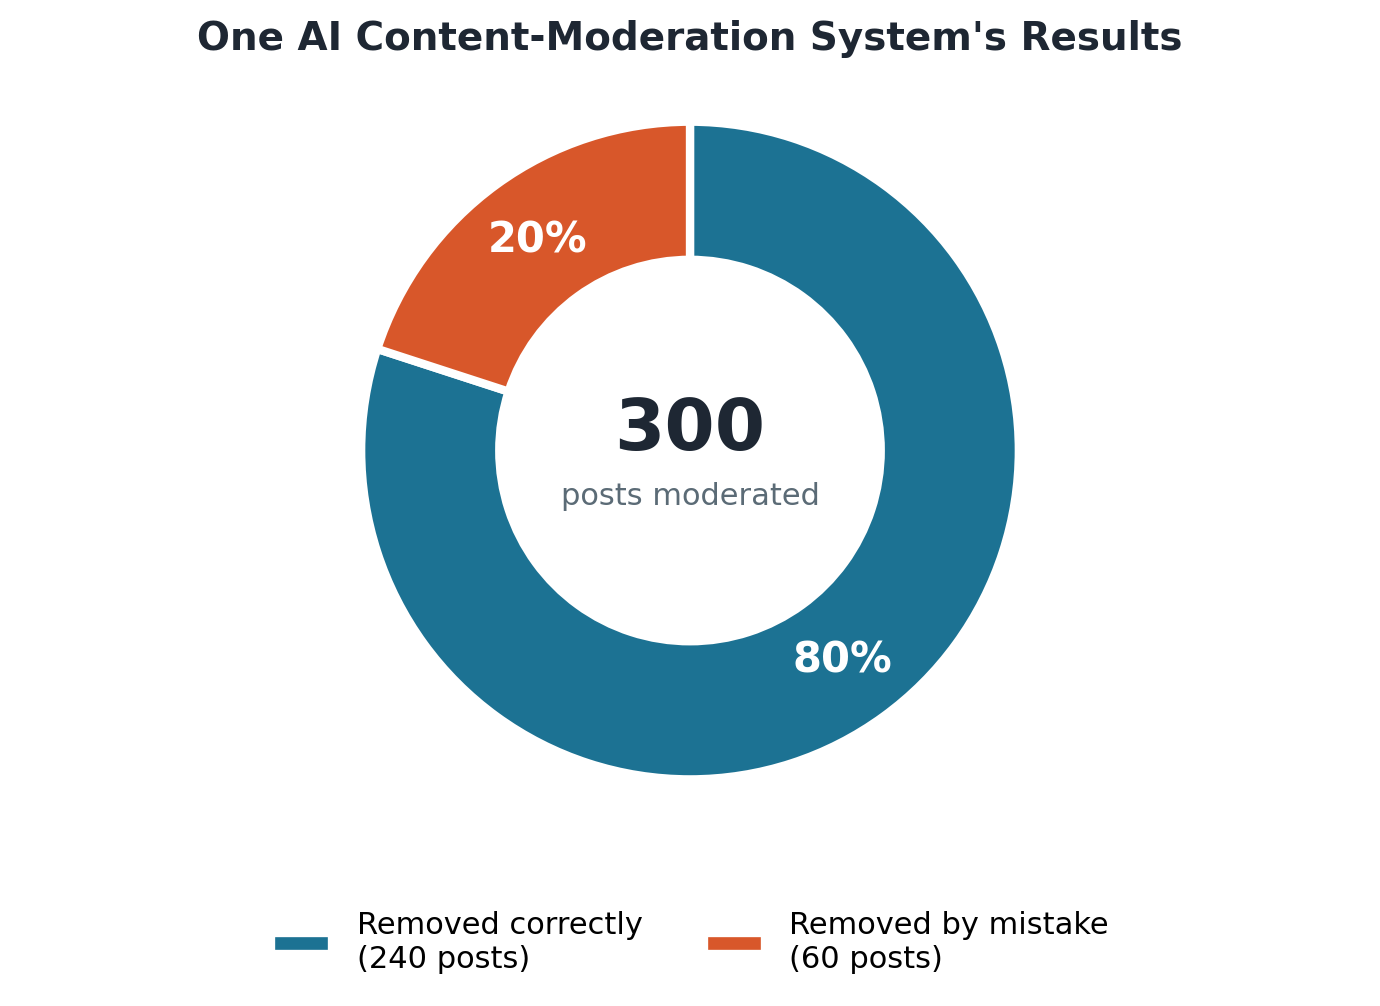 One AI Content-Moderation System's Results
20%
300
posts moderated
80%
Removed correctly
(240 posts)
Removed by mistake
(60 posts)